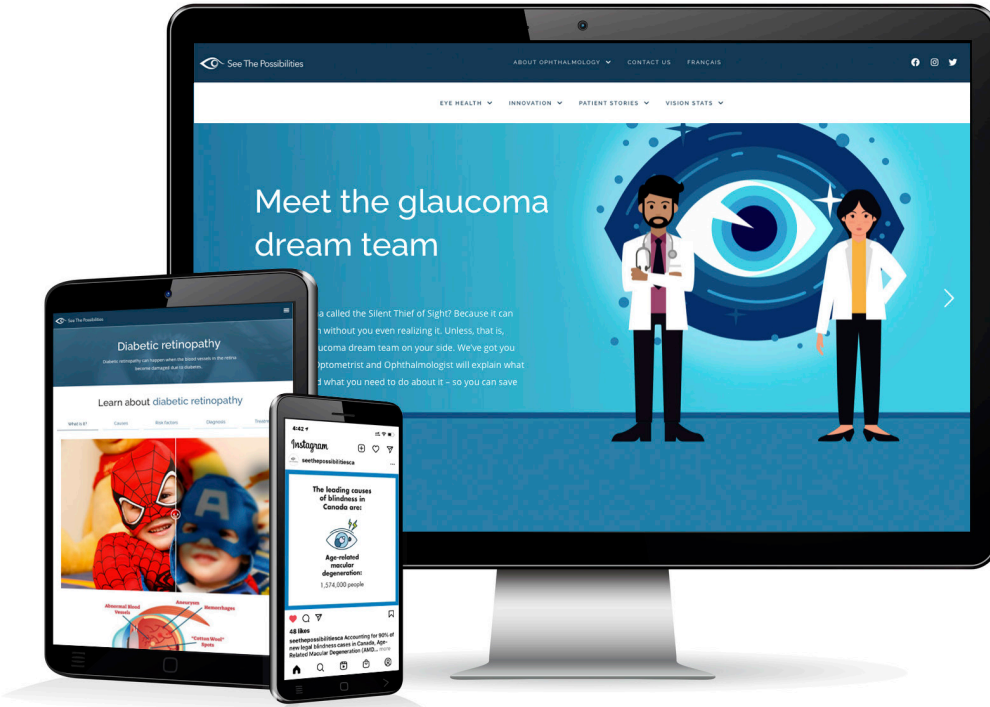 See The Possibilities
ABOUT OPHTHALMOLOGY
CONTACT US
FRANÇAIS
EYE HEALTH
INNOVATION
PATIENT STORIES
VISION STATS
Meet the glaucoma
dream team
called the Silent Thief of Sight? Because it can
without you even realizing it. Unless, that is,
dream team on your side. We've got you
Optometrist and Ophthalmologist will explain what
what you need to do about it – so you can save
See The Possibilities
Diabetic retinopathy
Diabetic retinopathy can happen when the blood vessels in the retina
become damaged due to diabetes.
Learn about diabetic retinopathy
What is it?
Causes
Risk factors
Diagnosis
Abnormal Blood
Vessels
Aneurysm
Hemorrhages
"Cotton Wool"
Spots
4:42
Instagram
seethepossibilitiesca
The leading causes
of blindness in
Canada are:
Age-related
macular
degeneration:
1,574,000 people
48 likes
seethepossibilitiesca Accounting for 90% of
new legal blindness cases in Canada, Age-
Related Macular Degeneration (AMD... more